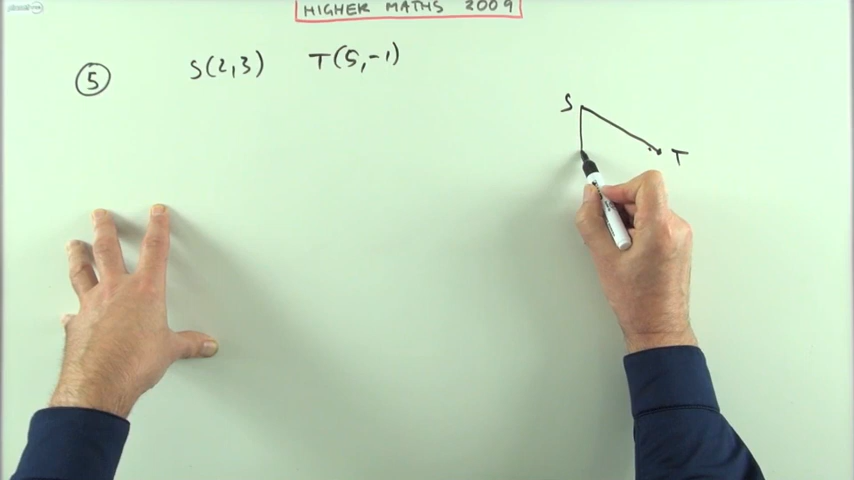 HIGHER MATHS 2009
⑤ S(2,3) T(5,-1)
S
T